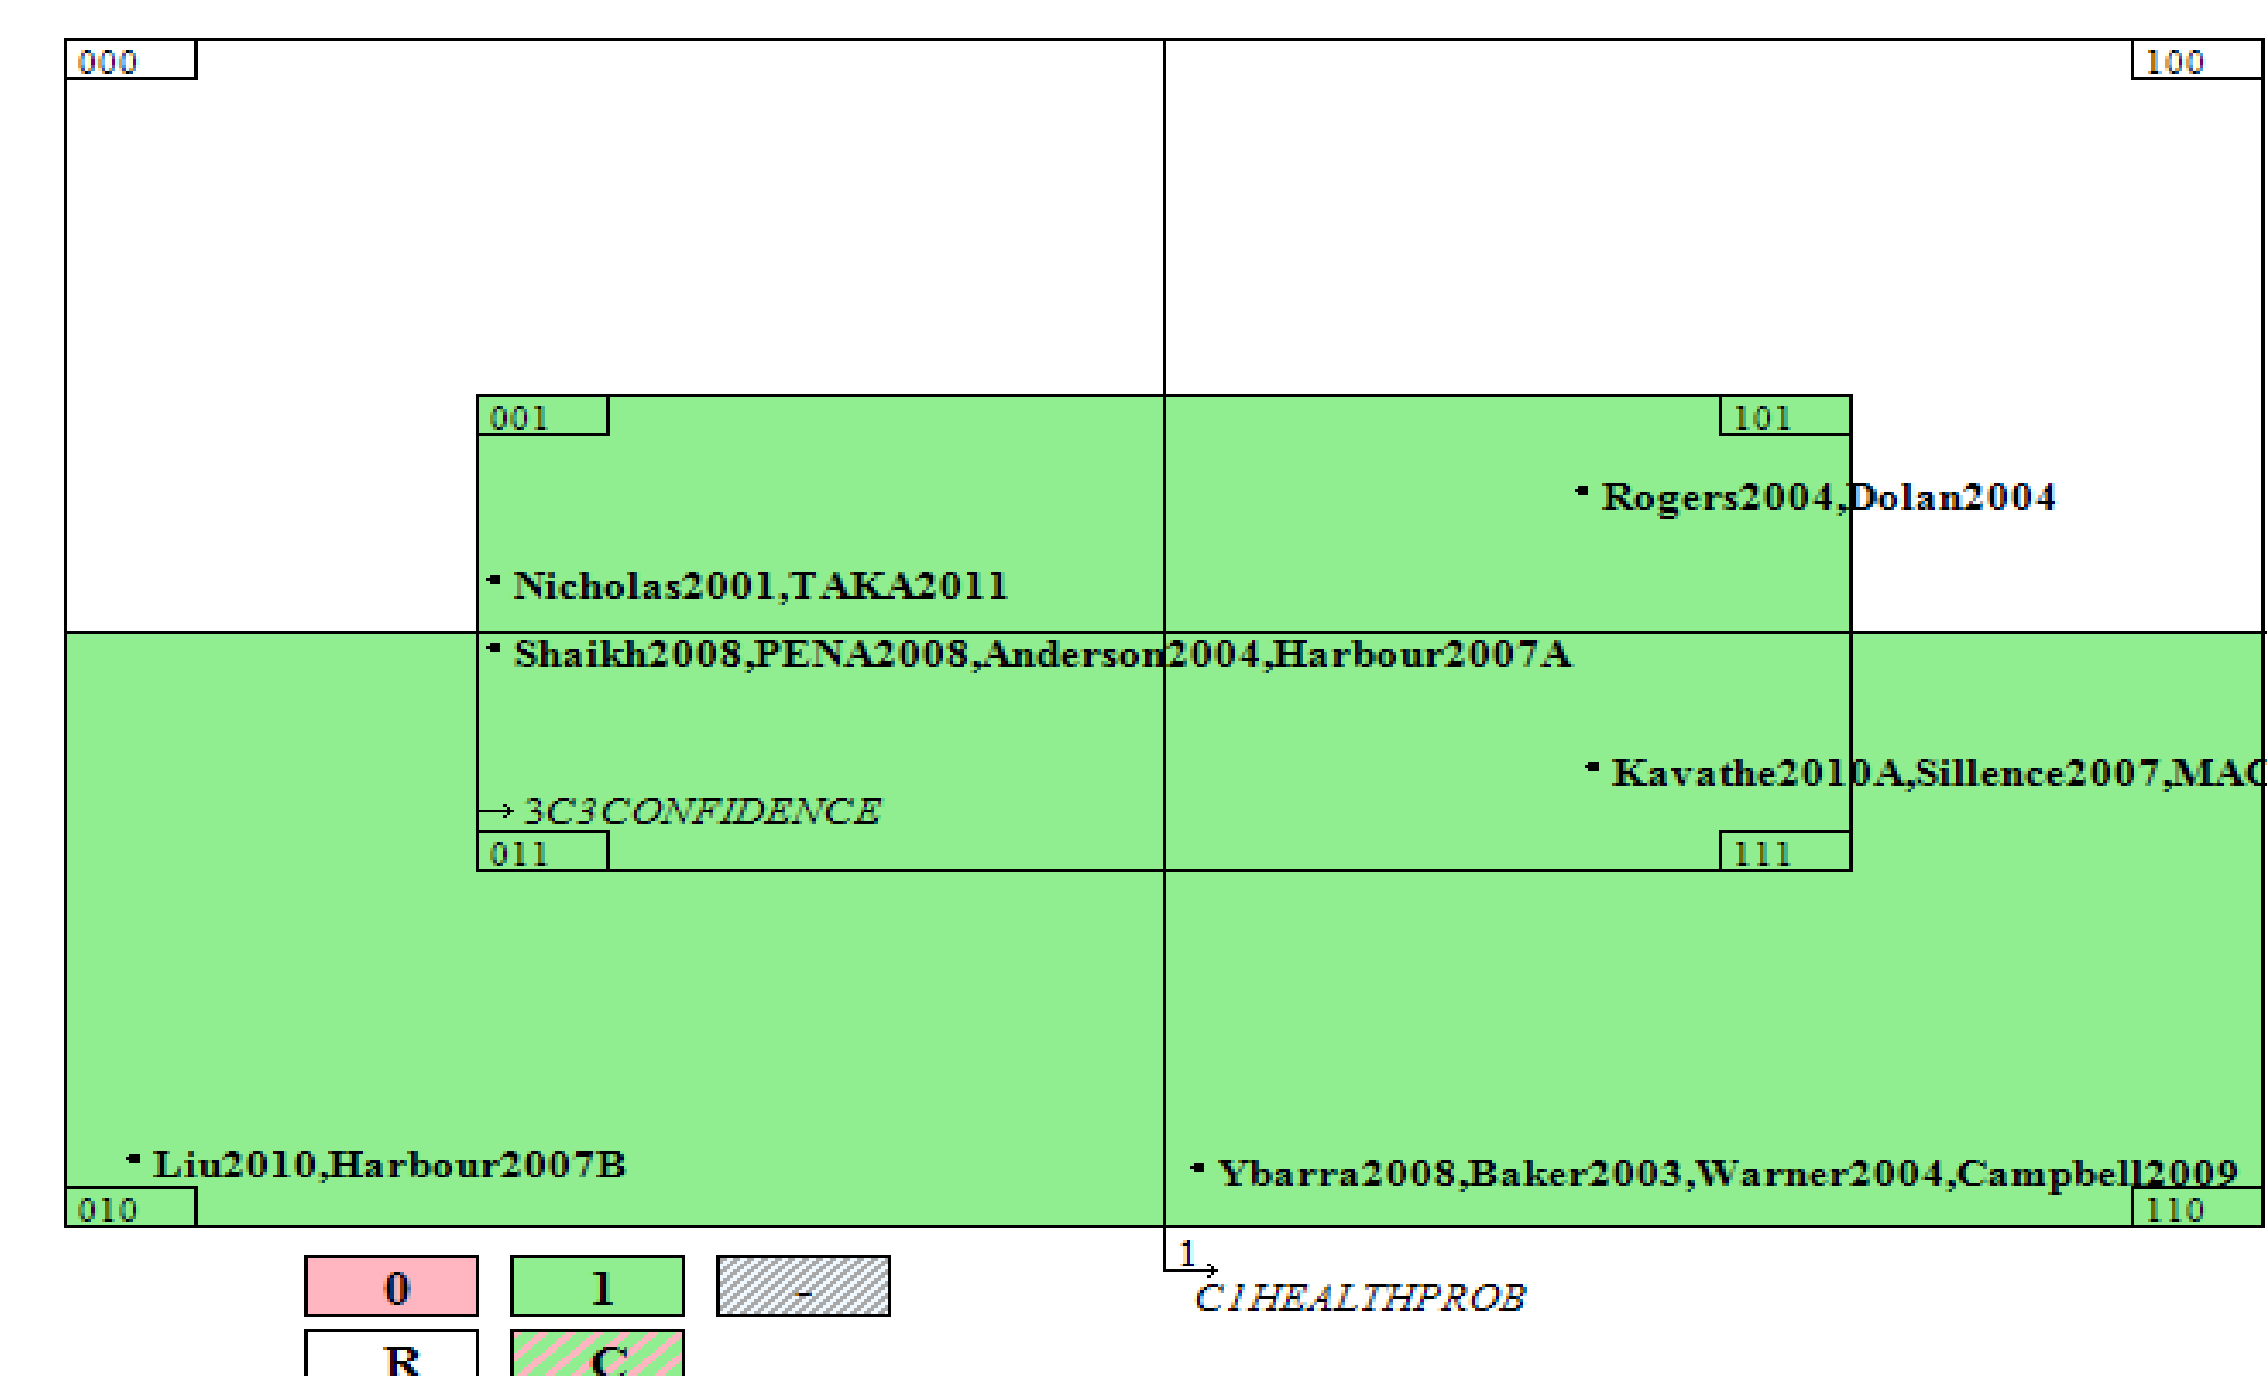 000
100
001
101
Rogers2004,Dolan2004
Nicholas2001,TAKA2011
Shaikh2008,PENA2008,Anderson2004,Harbour2007A
Kavathe2010A,Sillence2007,MAC
3C3CONFIDENCE
011
111
Liu2010,Harbour2007B
Ybarra2008,Baker2003,Warner2004,Campbell2009
010
110
1
C1HEALTHPROB
0 1 -
R C